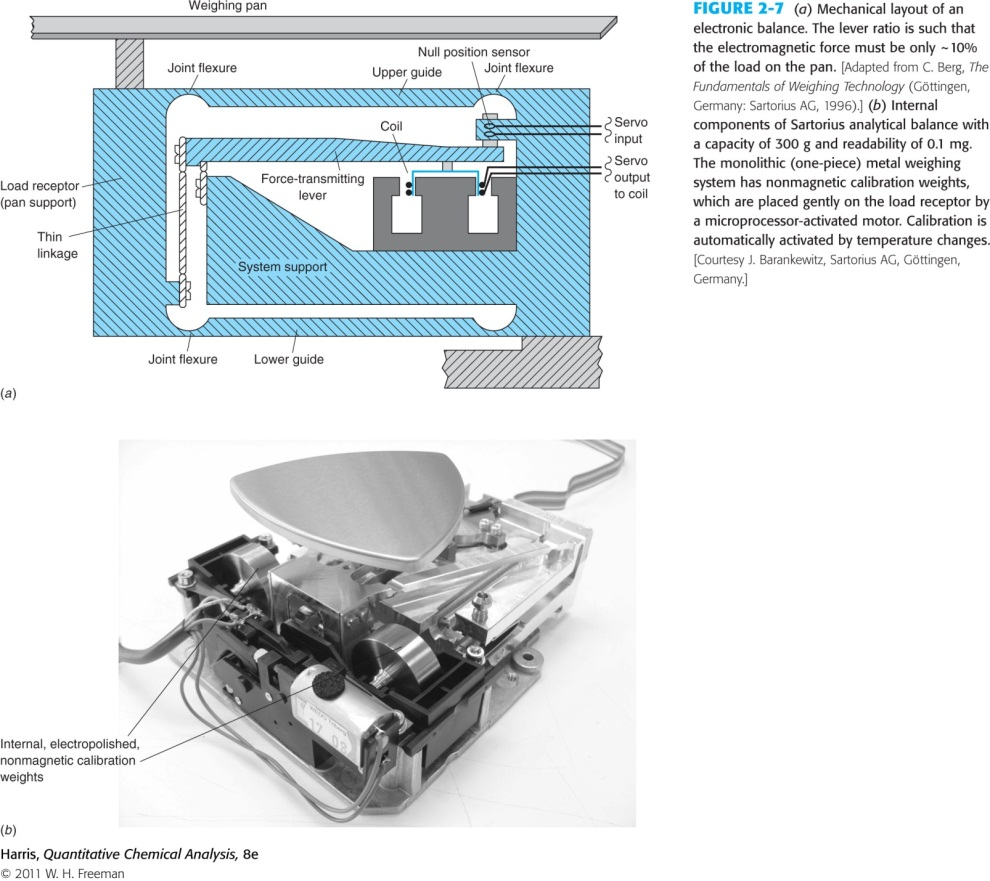 Weighing pan
Null position sensor
Joint flexure
Upper guide
Joint flexure
Coil
Servo
input
Servo
output
to coil
Load receptor
(pan support)
Force-transmitting
lever
Thin
linkage
System support
Joint flexure
Lower guide
(a)
FIGURE 2-7 (a) Mechanical layout of an
electronic balance. The lever ratio is such that
the electromagnetic force must be only ~10%
of the load on the pan. [Adapted from C. Berg, The
Fundamentals of Weighing Technology (Göttingen,
Germany: Sartorius AG, 1996).] (b) Internal
components of Sartorius analytical balance with
a capacity of 300 g and readability of 0.1 mg.
The monolithic (one-piece) metal weighing
system has nonmagnetic calibration weights,
which are placed gently on the load receptor by
a microprocessor-activated motor. Calibration is
automatically activated by temperature changes.
[Courtesy J. Barankewitz, Sartorius AG, Göttingen,
Germany.]
17 02
Internal, electropolished,
nonmagnetic calibration
weights
(b)
Harris, Quantitative Chemical Analysis, 8e
© 2011 W. H. Freeman